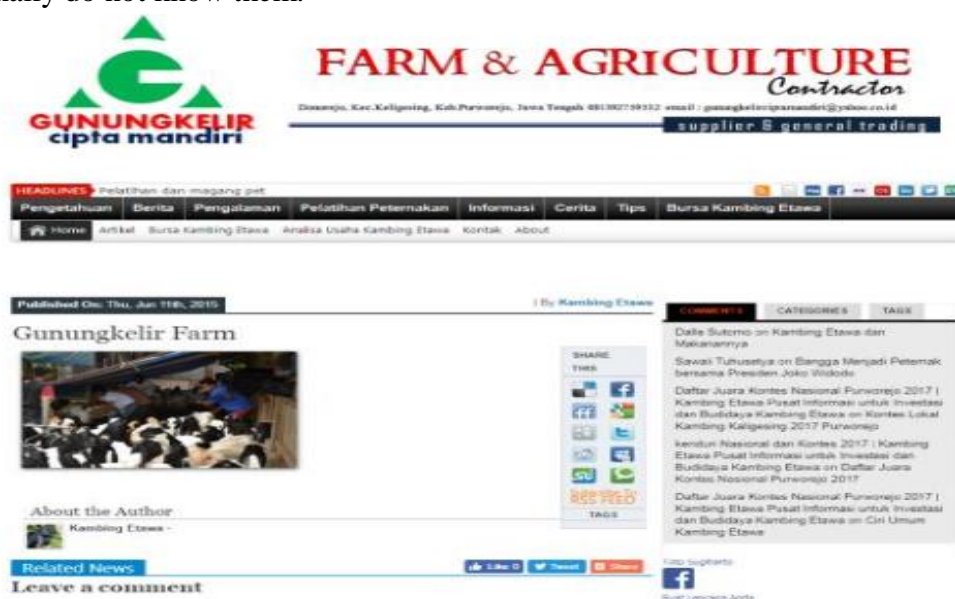 do not know them.
FARM & AGRICULTURE
Contractor
supplier & general trading
GUNUNGKELIR
cipta mandiri
HEADLINES Pelatihan dan magang pet
Pengetahuan Berita Pengalaman Pelatihan Peternakan Informasi Cerita Tips Bursa Kambing Etawa
Home Artikel Bursa Kambing Etawa Analisa Usaha Kambing Etawa Kontak About
Published On: Thu, Jun 11th, 2015
| By Kambing Etawa
Gunungkelir Farm
SHARE
THIS
RSS FEED
TAGS
About the Author
Kambing Etawa -
Related News
Like 0 Tweet Share
Leave a comment
COMMENTS CATEGORIES TAGS
Dalle Sutomo on Kambing Etawa dan
Makanannya
Sawali Tuhusetya on Bangga Menjadi Peternak
bersama Presiden Joko Widodo
Daftar Juara Kontes Nasional Purworejo 2017 |
Kambing Etawa Pusat Informasi untuk Investasi
dan Budidaya Kambing Etawa on Kontes Lokal
Kambing Kaligesing 2017 Purworejo
kenduri Nasional dan Kontes 2017 | Kambing
Etawa Pusat Informasi untuk Investasi dan
Budidaya Kambing Etawa on Daftar Juara
Kontes Nasional Purworejo 2017
Daftar Juara Kontes Nasional Purworejo 2017 |
Kambing Etawa Pusat Informasi untuk Investasi
dan Budidaya Kambing Etawa on Ciri Umum
Kambing Etawa
Buat Lencana Anda